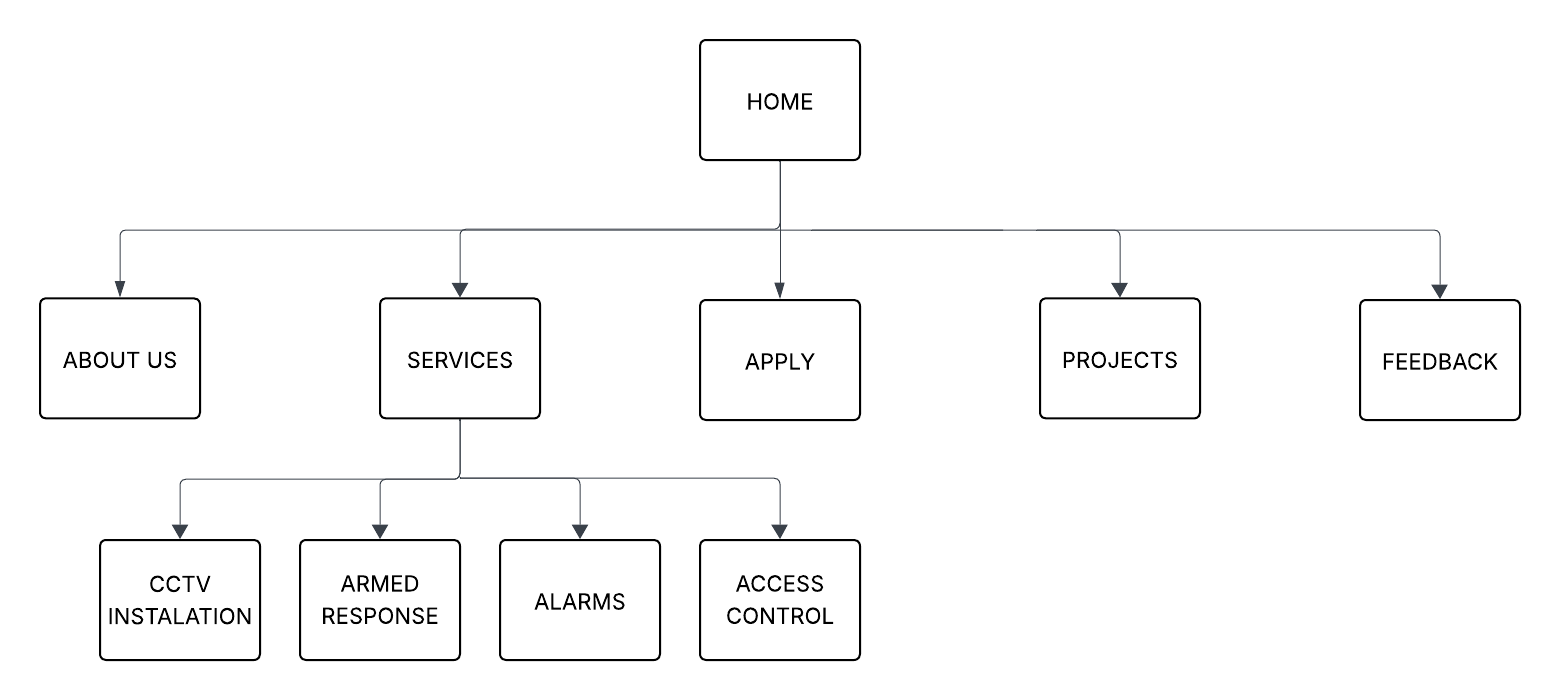 HOME
ABOUT US
SERVICES
APPLY
PROJECTS
FEEDBACK
CCTV
INSTALATION
ARMED
RESPONSE
ALARMS
ACCESS
CONTROL